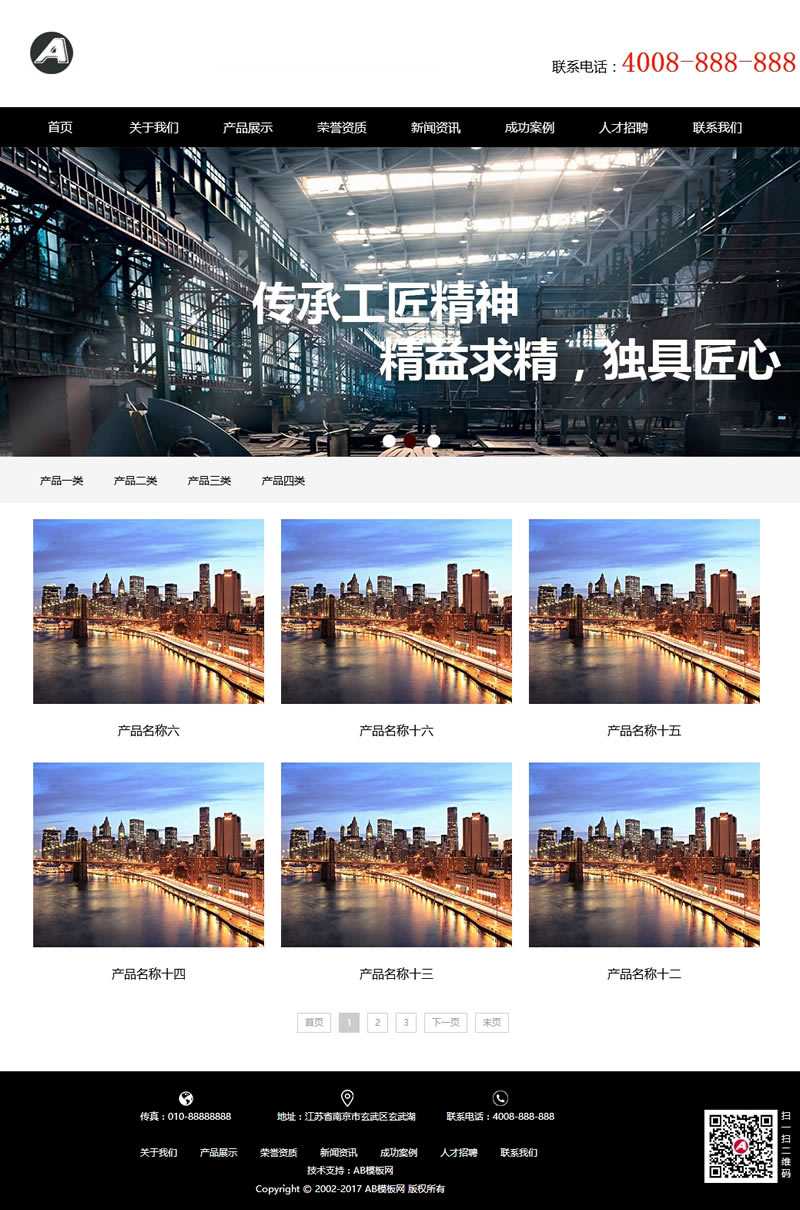 A
联系电话：4008-888-888
首页 关于我们 产品展示 荣誉资质 新闻资讯 成功案例 人才招聘 联系我们
传承工匠精神
精益求精，独具匠心
产品一类 产品二类 产品三类 产品四类
产品名称六 产品名称十六 产品名称十五
产品名称十四 产品名称十三 产品名称十二
首页 1 2 3 下一页 末页
传真：010-88888888 地址：江苏省南京市玄武区玄武湖 联系电话：4008-888-888
关于我们 产品展示 荣誉资质 新闻资讯 成功案例 人才招聘 联系我们
技术支持：AB模板网
Copyright © 2002-2017 AB模板网 版权所有
扫一扫二维码